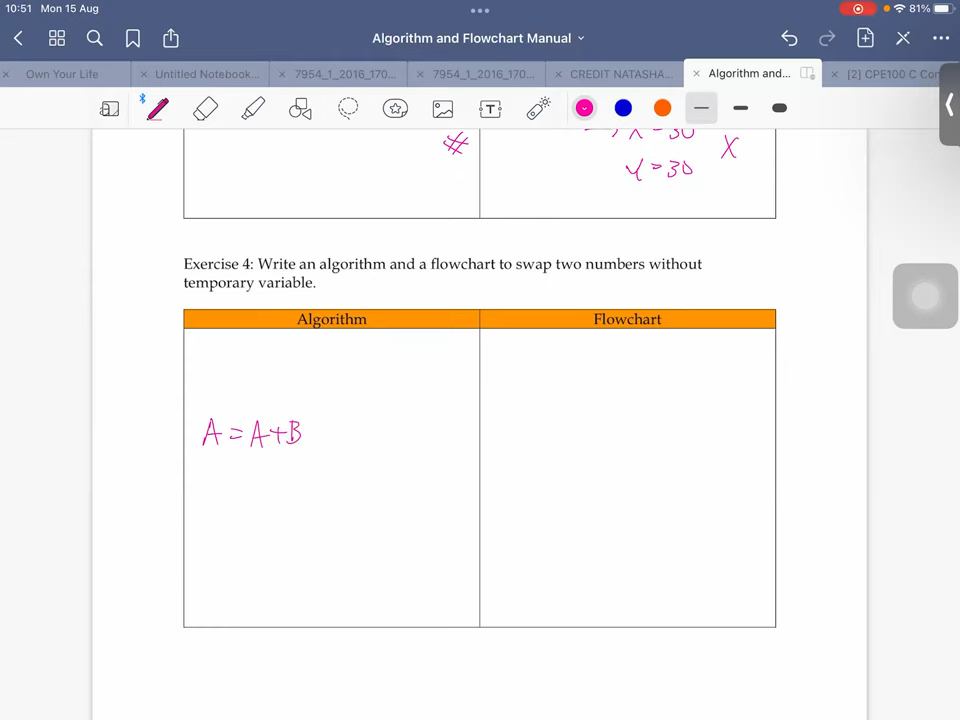 10:51 Mon 15 Aug
81%
Algorithm and Flowchart Manual
Own Your Life
Untitled Notebook...
7954_1_2016_170...
7954_1_2016_170...
CREDIT NATASHA...
Algorithm and...
[2] CPE100 C Con
X = 30
Y = 30
X
Exercise 4: Write an algorithm and a flowchart to swap two numbers without
temporary variable.
Algorithm
Flowchart
A = A+B